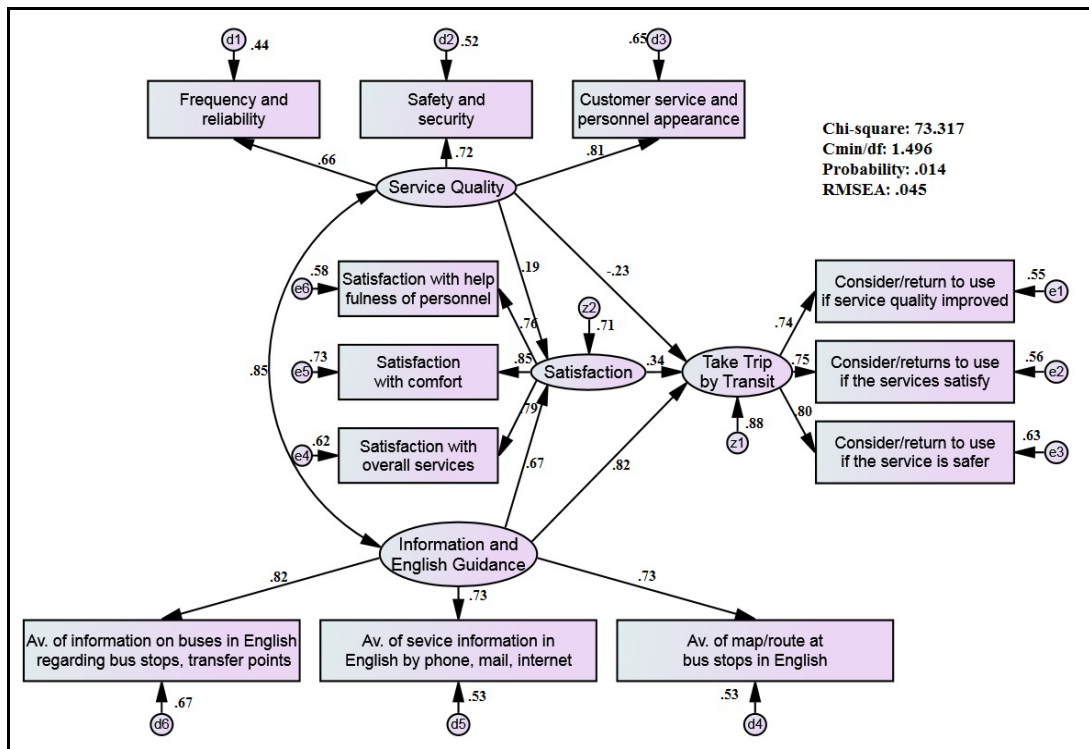 d1
.44
d2
.52
.65
d3
Frequency and
reliability
Safety and
security
Customer service and
personnel appearance
Chi-square: 73.317
Cmin/df: 1.496
Probability: .014
RMSEA: .045
.66
.72
.81
Service Quality
.19
-.23
.58
e6
Satisfaction with help
fulness of personnel
.76
z2
.71
Consider/return to use
if service quality improved
.55
e1
.74
.85
.73
e5
Satisfaction
with comfort
.85
Satisfaction
.34
Take Trip
by Transit
.75
Consider/returns to use
if the services satisfy
.56
e2
.79
.62
e4
Satisfaction with
overall services
.67
z1
.88
.80
Consider/return to use
if the service is safer
.63
e3
.82
Information and
English Guidance
.82
.73
.73
Av. of information on buses in English
regarding bus stops, transfer points
Av. of sevice information in
English by phone, mail, internet
Av. of map/route at
bus stops in English
d6
.67
d5
.53
.53
d4